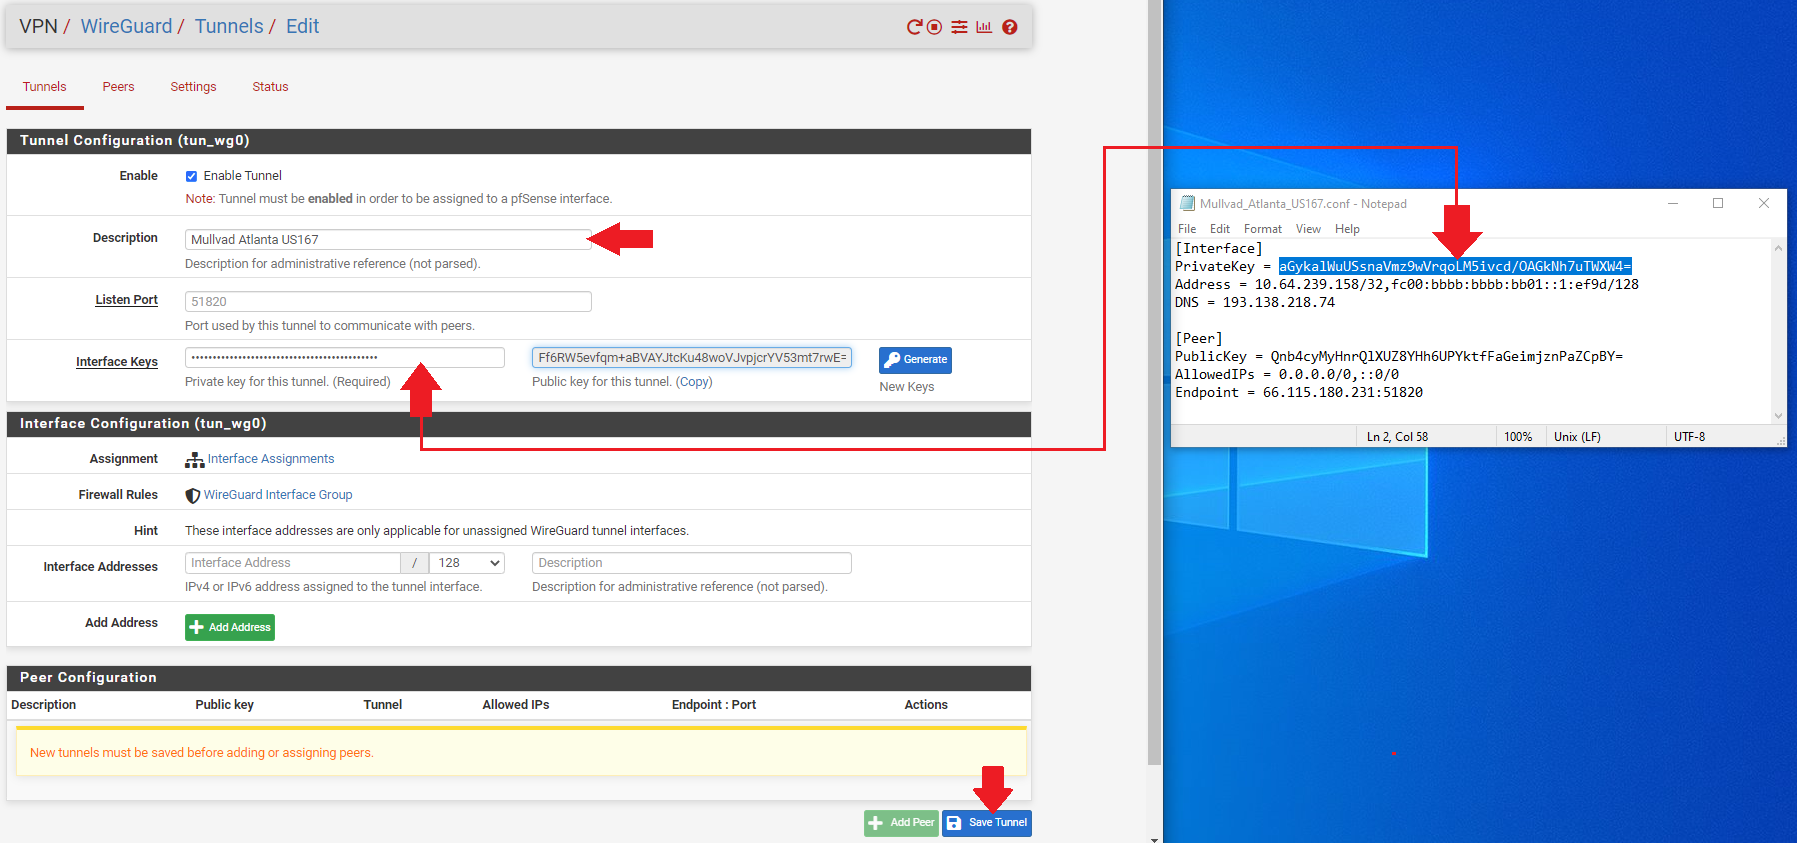 VPN / WireGuard / Tunnels / Edit
Tunnels Peers Settings Status
Tunnel Configuration (tun_wg0)
Enable
Enable Tunnel
Note: Tunnel must be enabled in order to be assigned to a pfSense interface.
Description
Mullvad Atlanta US167
Description for administrative reference (not parsed).
Listen Port
51820
Port used by this tunnel to communicate with peers.
Interface Keys
Private key for this tunnel. (Required)
Ff6RW5evfqm+aBVAYJtcKu48woVJvpjcrYV53mt7rwE=
Public key for this tunnel. (Copy)
Generate
New Keys
Interface Configuration (tun_wg0)
Assignment
Interface Assignments
Firewall Rules
WireGuard Interface Group
Hint
These interface addresses are only applicable for unassigned WireGuard tunnel interfaces.
Interface Addresses
Interface Address / 128
IPv4 or IPv6 address assigned to the tunnel interface.
Description
Description for administrative reference (not parsed).
Add Address
Add Address
Peer Configuration
Description Public key Tunnel Allowed IPs Endpoint : Port Actions
New tunnels must be saved before adding or assigning peers.
Add Peer
Save Tunnel
Mullvad_Atlanta_US167.conf - Notepad
File Edit Format View Help
[Interface]
PrivateKey = aGykalWuUSsnaVmz9wVrqoLM5ivcd/OAGkNh7uTWXW4=
Address = 10.64.239.158/32,fc00:bbbb:bbbb:bb01::1:ef9d/128
DNS = 193.138.218.74
[Peer]
PublicKey = Qnb4cyMyHnrQlXUZ8YHh6UPYktfFaGeimjznPaZCpBY=
AllowedIPs = 0.0.0.0/0,::0/0
Endpoint = 66.115.180.231:51820
Ln 2, Col 58 100% Unix (LF) UTF-8